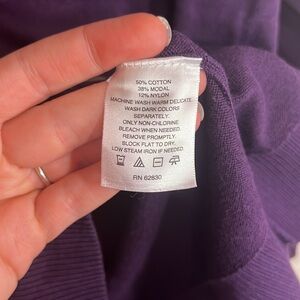 50% COTTON
38% MODAL
12% NYLON
MACHINE WASH WARM DELICATE.
WASH DARK COLORS
SEPARATELY.
ONLY NON-CHLORINE
BLEACH WHEN NEEDED.
REMOVE PROMPTLY.
BLOCK FLAT TO DRY.
LOW STEAM IRON IF NEEDED.
RN 62830